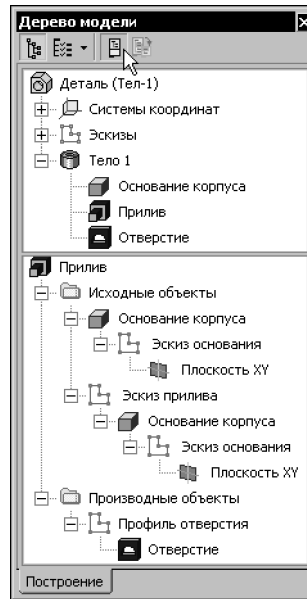 Дерево модели
Деталь (Тел-1)
Системы координат
Эскизы
Тело 1
Основание корпуса
Прилив
Отверстие
Прилив
Исходные объекты
Основание корпуса
Эскиз основания
Плоскость XY
Эскиз прилива
Основание корпуса
Эскиз основания
Плоскость XY
Производные объекты
Профиль отверстия
Отверстие
Построение